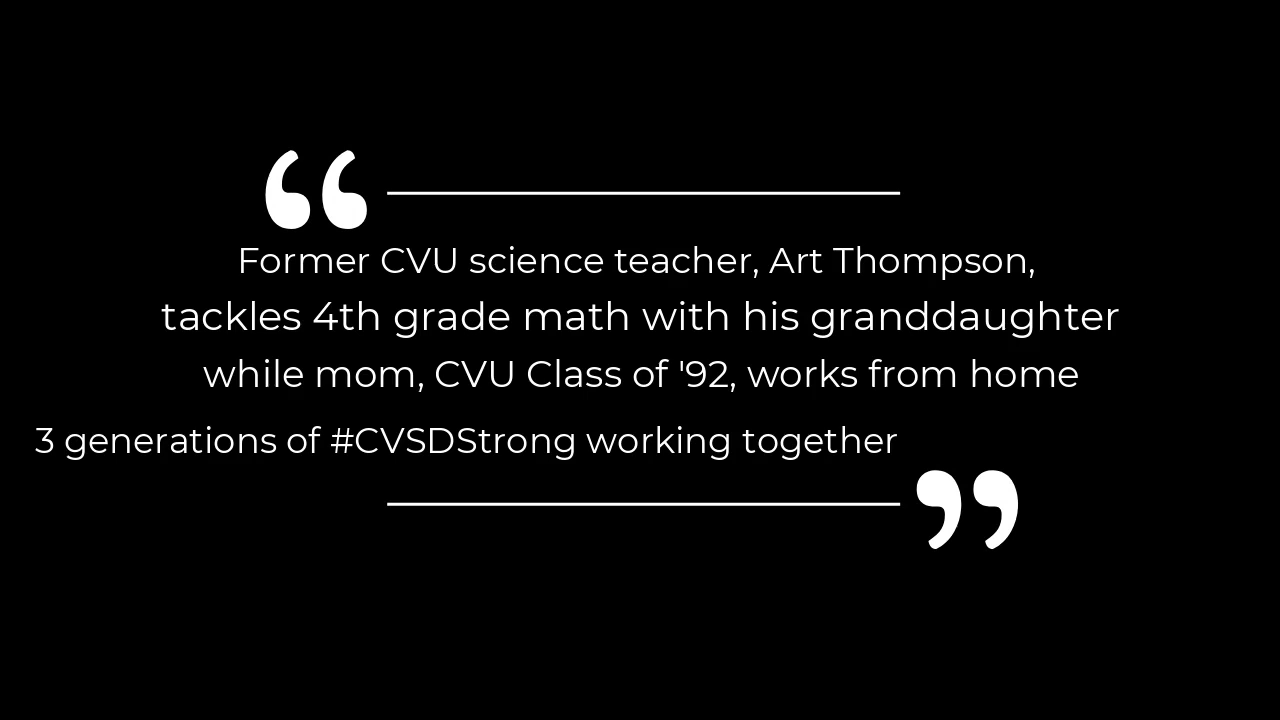 “
Former CVU science teacher, Art Thompson,
tackles 4th grade math with his granddaughter
while mom, CVU Class of '92, works from home
3 generations of #CVSDStrong working together
”